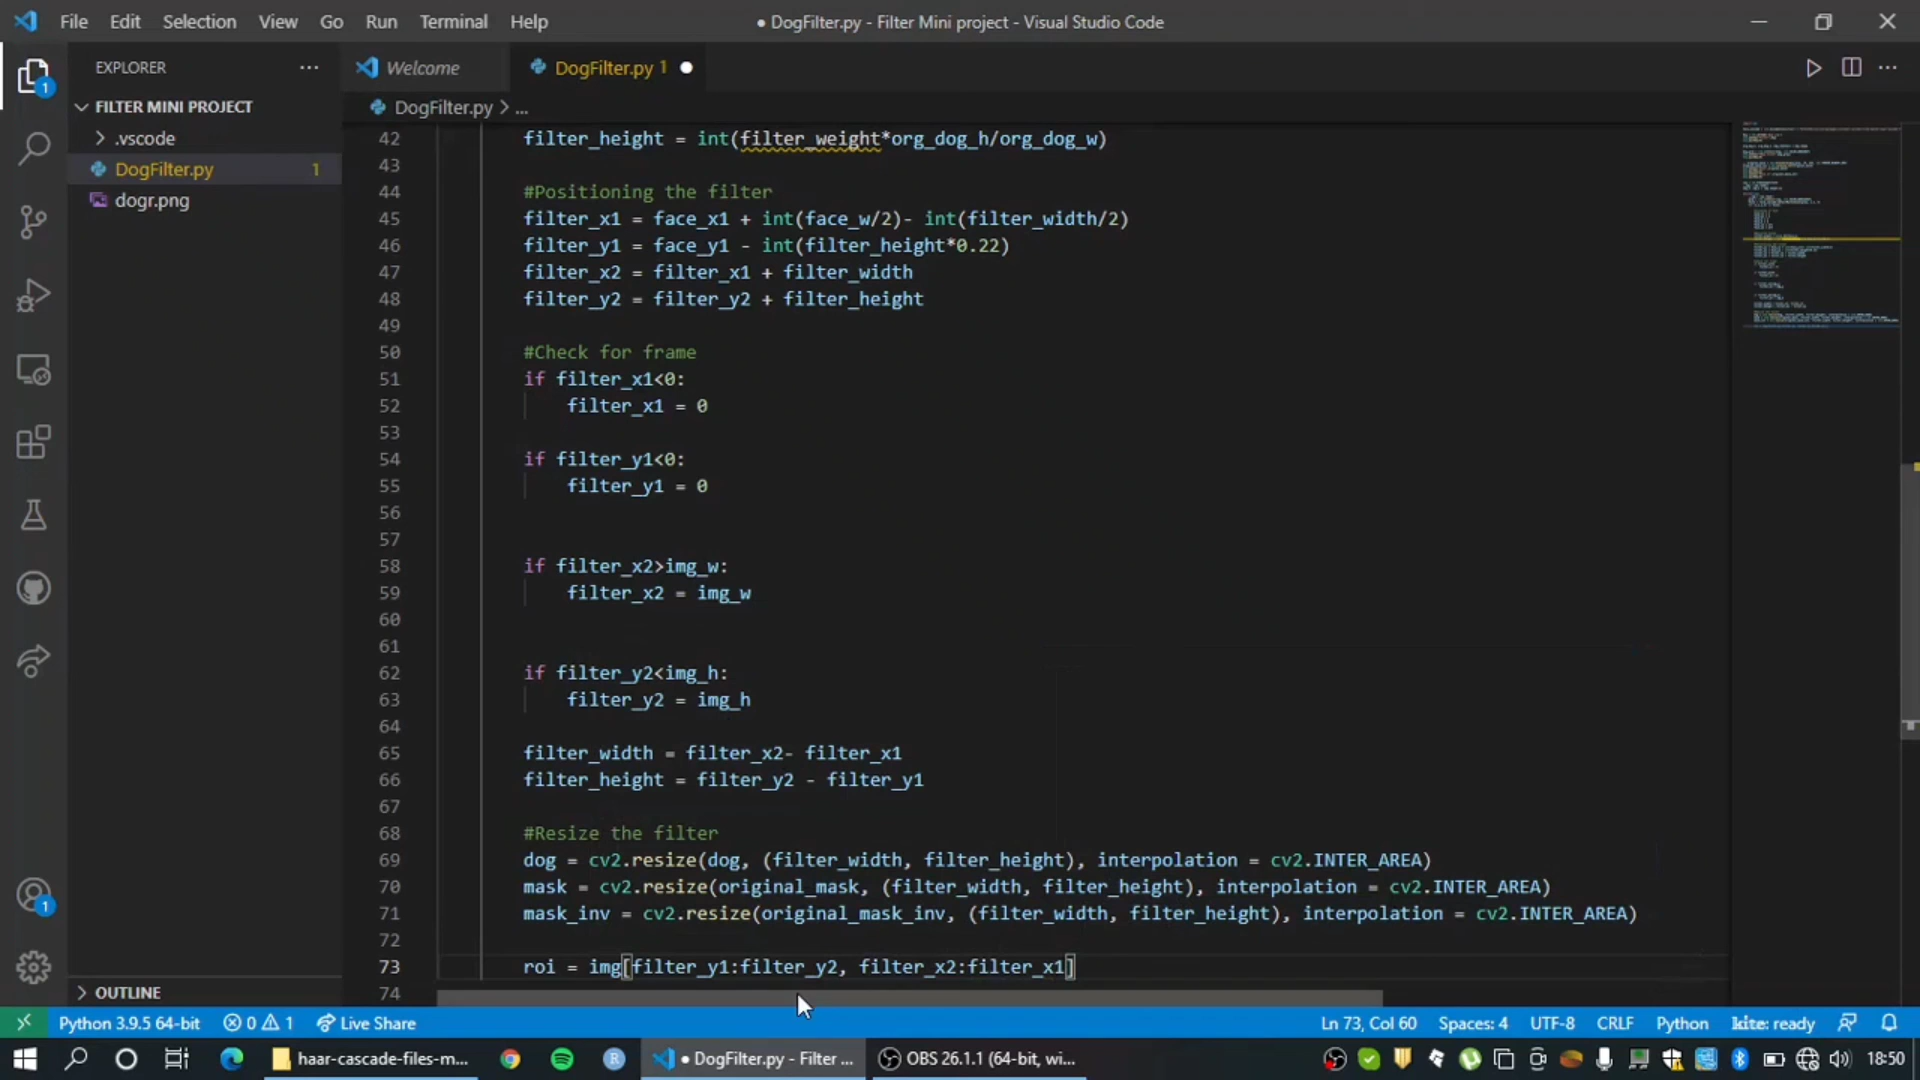 File Edit Selection View Go Run Terminal Help ● DogFilter.py - Filter Mini project - Visual Studio Code
EXPLORER
Welcome
DogFilter.py 1
FILTER MINI PROJECT
.vscode
DogFilter.py 1
dogr.png
1
DogFilter.py > ...
42 filter_height = int(filter_weight*org_dog_h/org_dog_w)
43
44 #Positioning the filter
45 filter_x1 = face_x1 + int(face_w/2)- int(filter_width/2)
46 filter_y1 = face_y1 - int(filter_height*0.22)
47 filter_x2 = filter_x1 + filter_width
48 filter_y2 = filter_y2 + filter_height
49
50 #Check for frame
51 if filter_x1<0:
52 filter_x1 = 0
53
54 if filter_y1<0:
55 filter_y1 = 0
56
57
58 if filter_x2>img_w:
59 filter_x2 = img_w
60
61
62 if filter_y2<img_h:
63 filter_y2 = img_h
64
65 filter_width = filter_x2- filter_x1
66 filter_height = filter_y2 - filter_y1
67
68 #Resize the filter
69 dog = cv2.resize(dog, (filter_width, filter_height), interpolation = cv2.INTER_AREA)
70 mask = cv2.resize(original_mask, (filter_width, filter_height), interpolation = cv2.INTER_AREA)
71 mask_inv = cv2.resize(original_mask_inv, (filter_width, filter_height), interpolation = cv2.INTER_AREA)
72
73 roi = img[filter_y1:filter_y2, filter_x2:filter_x1]
74
1
OUTLINE
Python 3.9.5 64-bit 0 1 Live Share Ln 73, Col 60 Spaces: 4 UTF-8 CRLF Python kite: ready
haar-cascade-files-m... ● DogFilter.py - Filter ... OBS 26.1.1 (64-bit, wi... 18:50